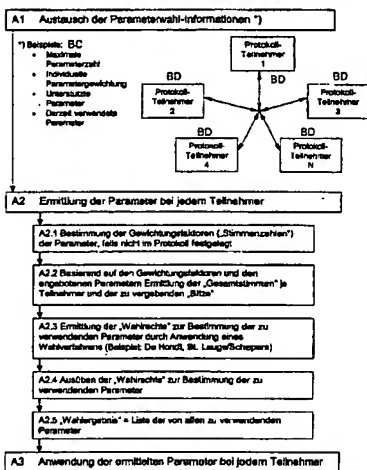 A1 Austausch der Parameterwahl-Informationen *)
*) Beispiele: BC
• Maximale
Parameterzahl
• Individuelle
Parametergewichtung
• Unterstützte
Parameter
• Derzeit verwendete
Parameter
Protokoll-
Teilnehmer
1
BD
BD
Protokoll-
Teilnehmer
2
BD
Protokoll-
Teilnehmer
3
BD
Protokoll-
Teilnehmer
4
BD
Protokoll-
Teilnehmer
N
A2 Ermittlung der Parameter bei jedem Teilnehmer
A2.1 Bestimmung der Gewichtungsfaktoren („Stimmenzahlen“)
der Parameter, falls nicht im Protokoll festgelegt
A2.2 Basierend auf den Gewichtungsfaktoren und den
angebotenen Parametern Ermittlung der „Gesamtstimmen“ je
Teilnehmer und der zu vergebenden „Sitze“
A2.3 Ermittlung der „Wahlrechte“ zur Bestimmung der zu
verwendenden Parameter durch Anwendung eines
Wahlverfahrens (Beispiel: De Hondt, St. Lauge/Schepers)
A2.4 Ausüben der „Wahlrechte“ zur Bestimmung der zu
verwendenden Parameter
A2.5 „Wahlergebnis“ = Liste der von allen zu verwendenden
Parameter
A3 Anwendung der ermittelten Parameter bei jedem Teilnehmer